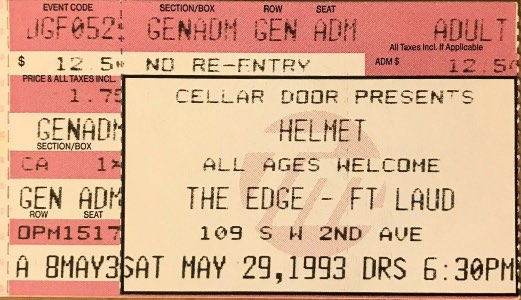 EVENT CODE SECTION/BOX ROW SEAT
GENADM GEN ADM ADULT
All Taxes Incl. If Applicable
$ 12.5 NO RE-ENTRY ADM $ 12.50
PRICE & ALL TAXES INCL.
1.75
CELLAR DOOR PRESENTS
GENADM
HELMET
SECTION/BOX
CA
ALL AGES WELCOME
GEN ADM
THE EDGE - FT LAUD
ROW SEAT
OPM1517
109 S W 2ND AVE
A 8MAY3
SAT MAY 29,1993 DRS 6:30PM